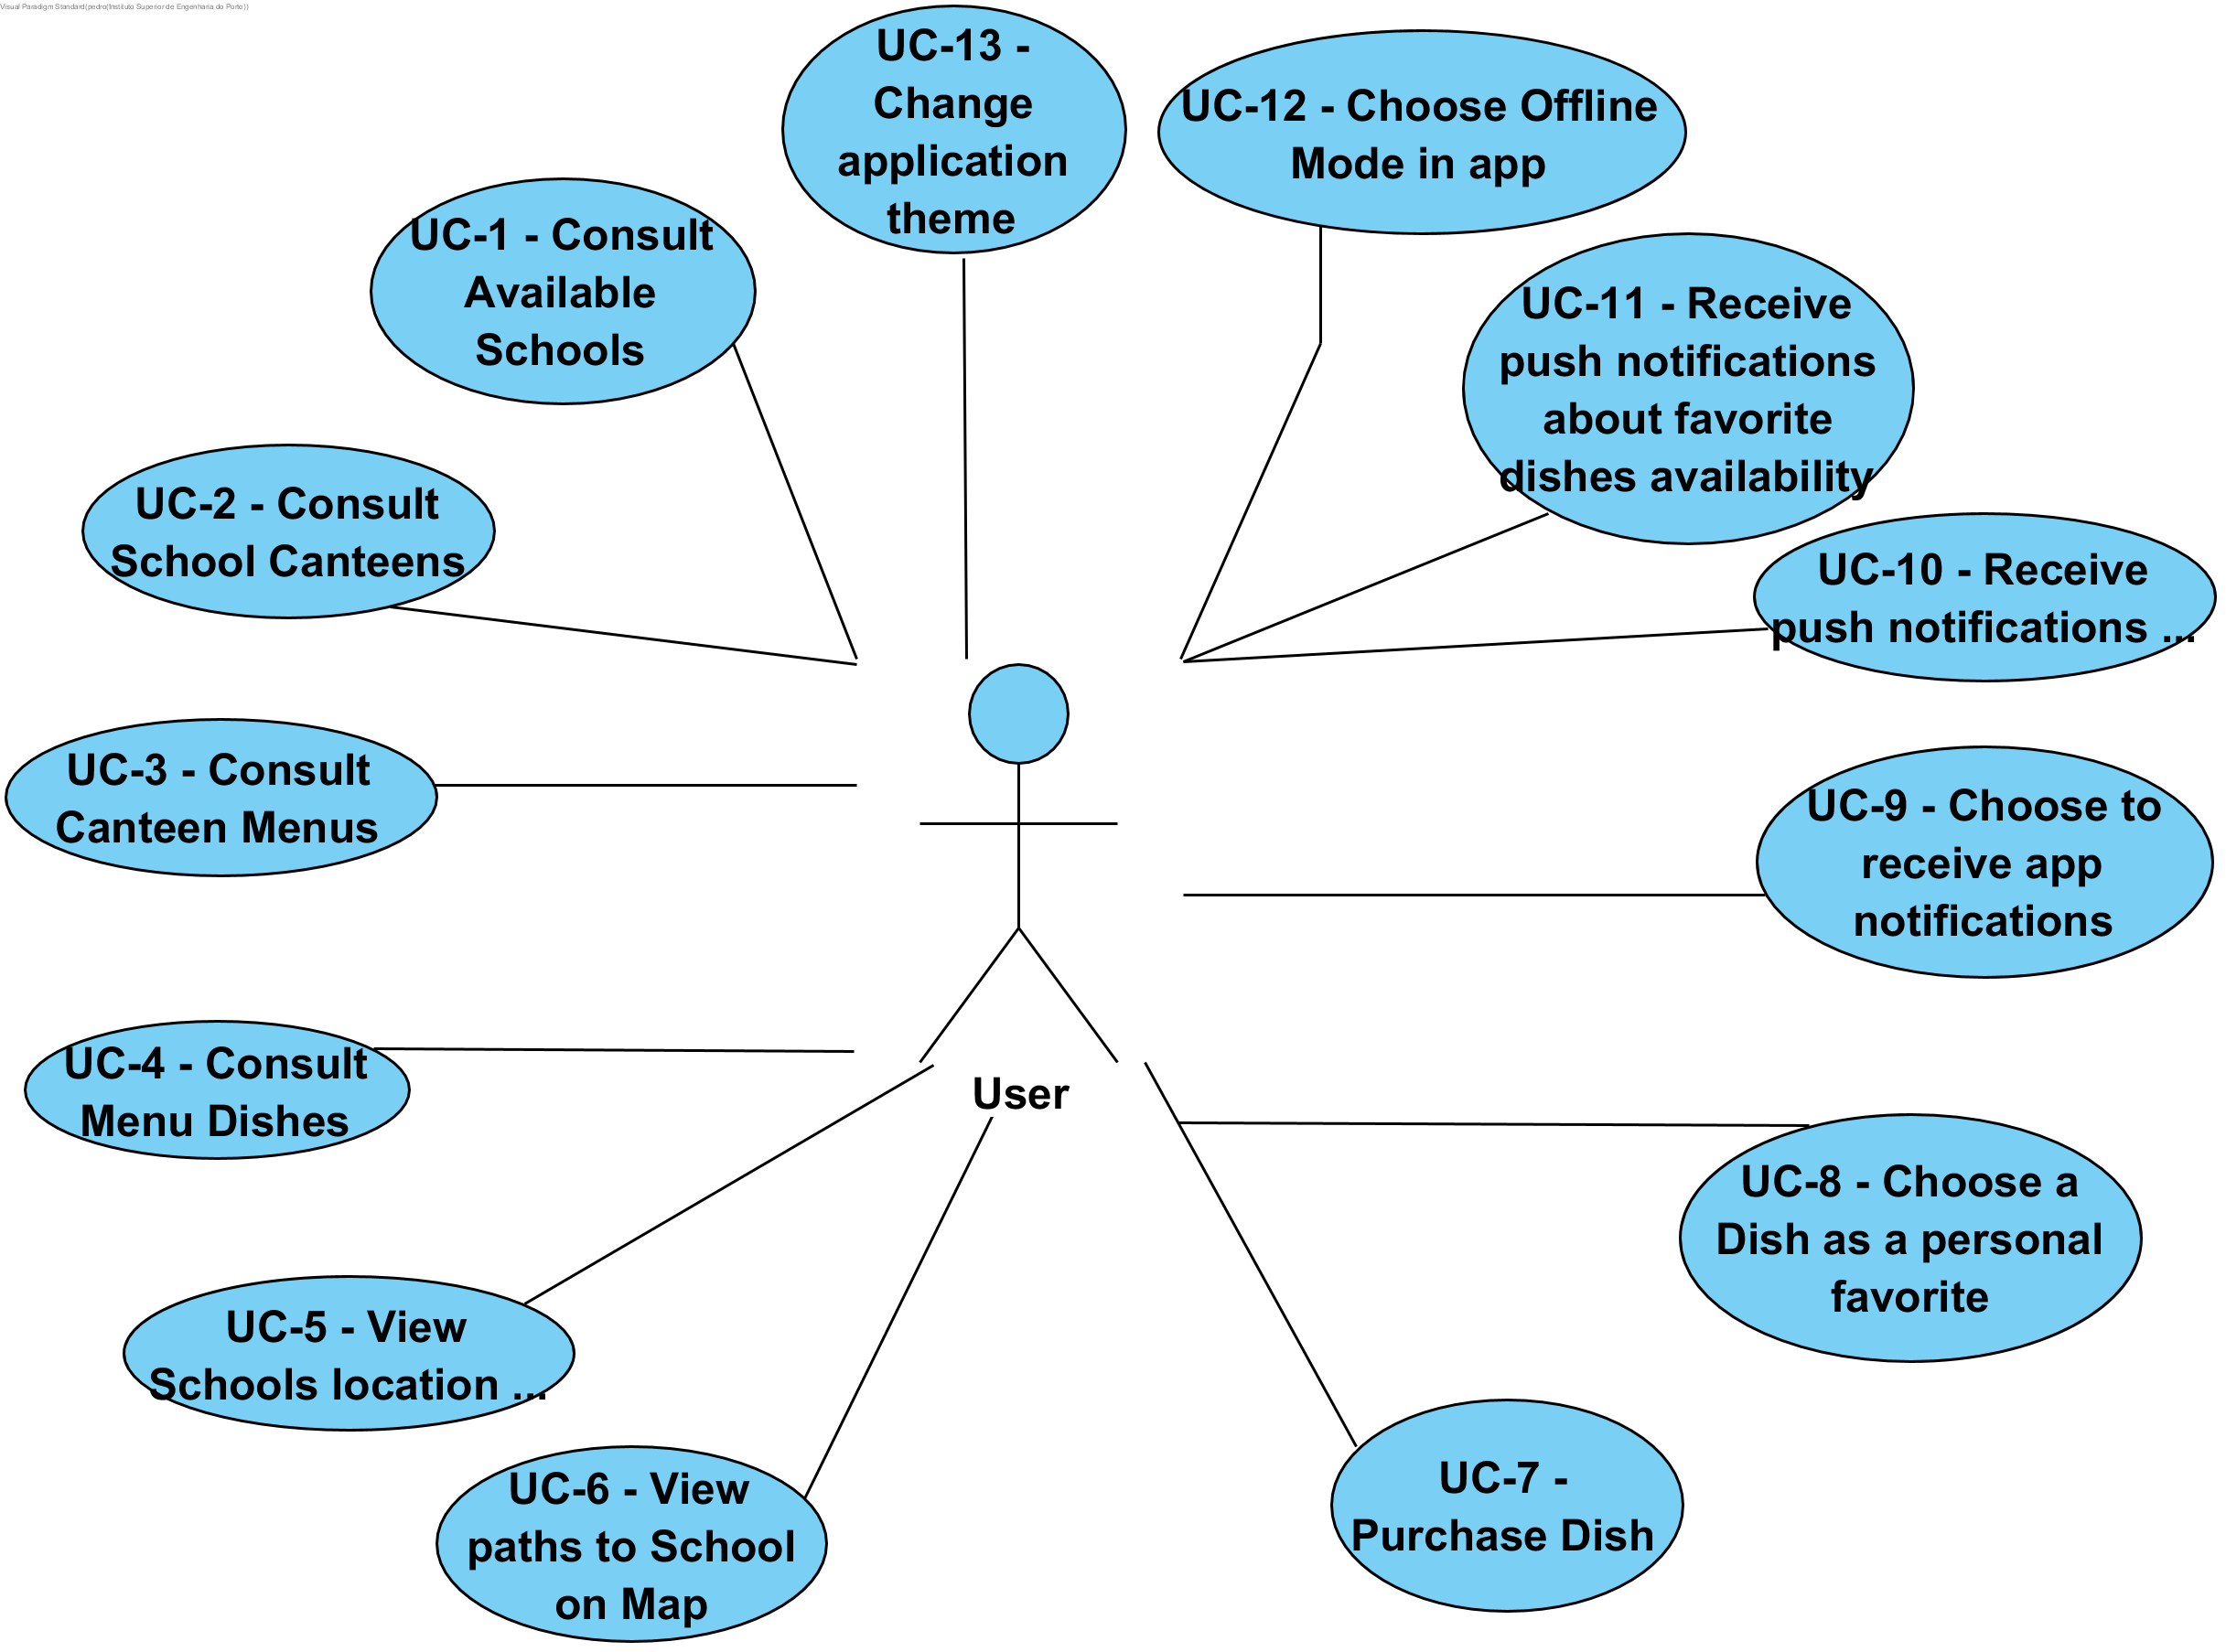 Visual Paradigm Standard(pedro(Instituto Superior de Engenharia do Porto))
UC-13 -
Change
application
theme
UC-12 - Choose Offline
Mode in app
UC-1 - Consult
Available
Schools
UC-11 - Receive
push notifications
about favorite
dishes availability
UC-2 - Consult
School Canteens
UC-10 - Receive
push notifications ...
UC-3 - Consult
Canteen Menus
UC-9 - Choose to
receive app
notifications
UC-4 - Consult
Menu Dishes
User
UC-8 - Choose a
Dish as a personal
favorite
UC-5 - View
Schools location ...
UC-6 - View
paths to School
on Map
UC-7 -
Purchase Dish